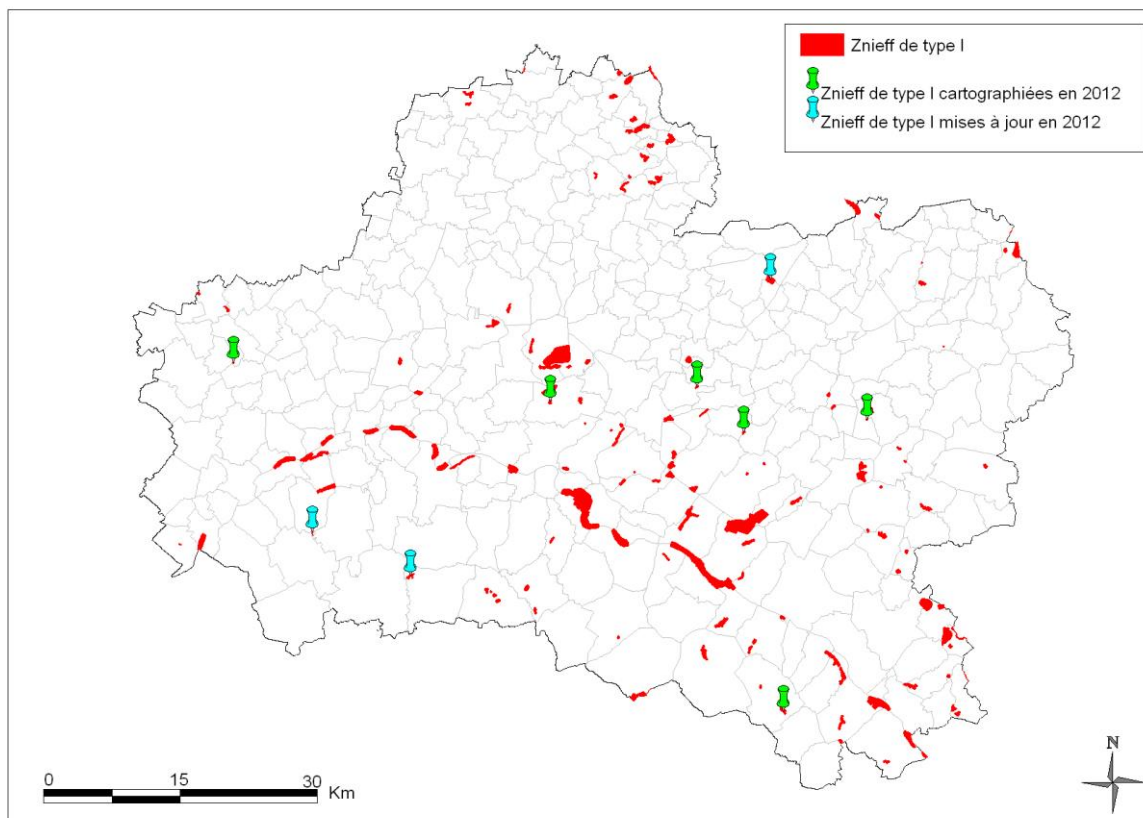 Znieff de type I
Znieff de type I cartographiées en 2012
Znieff de type I mises à jour en 2012
N
0 15 30
Km